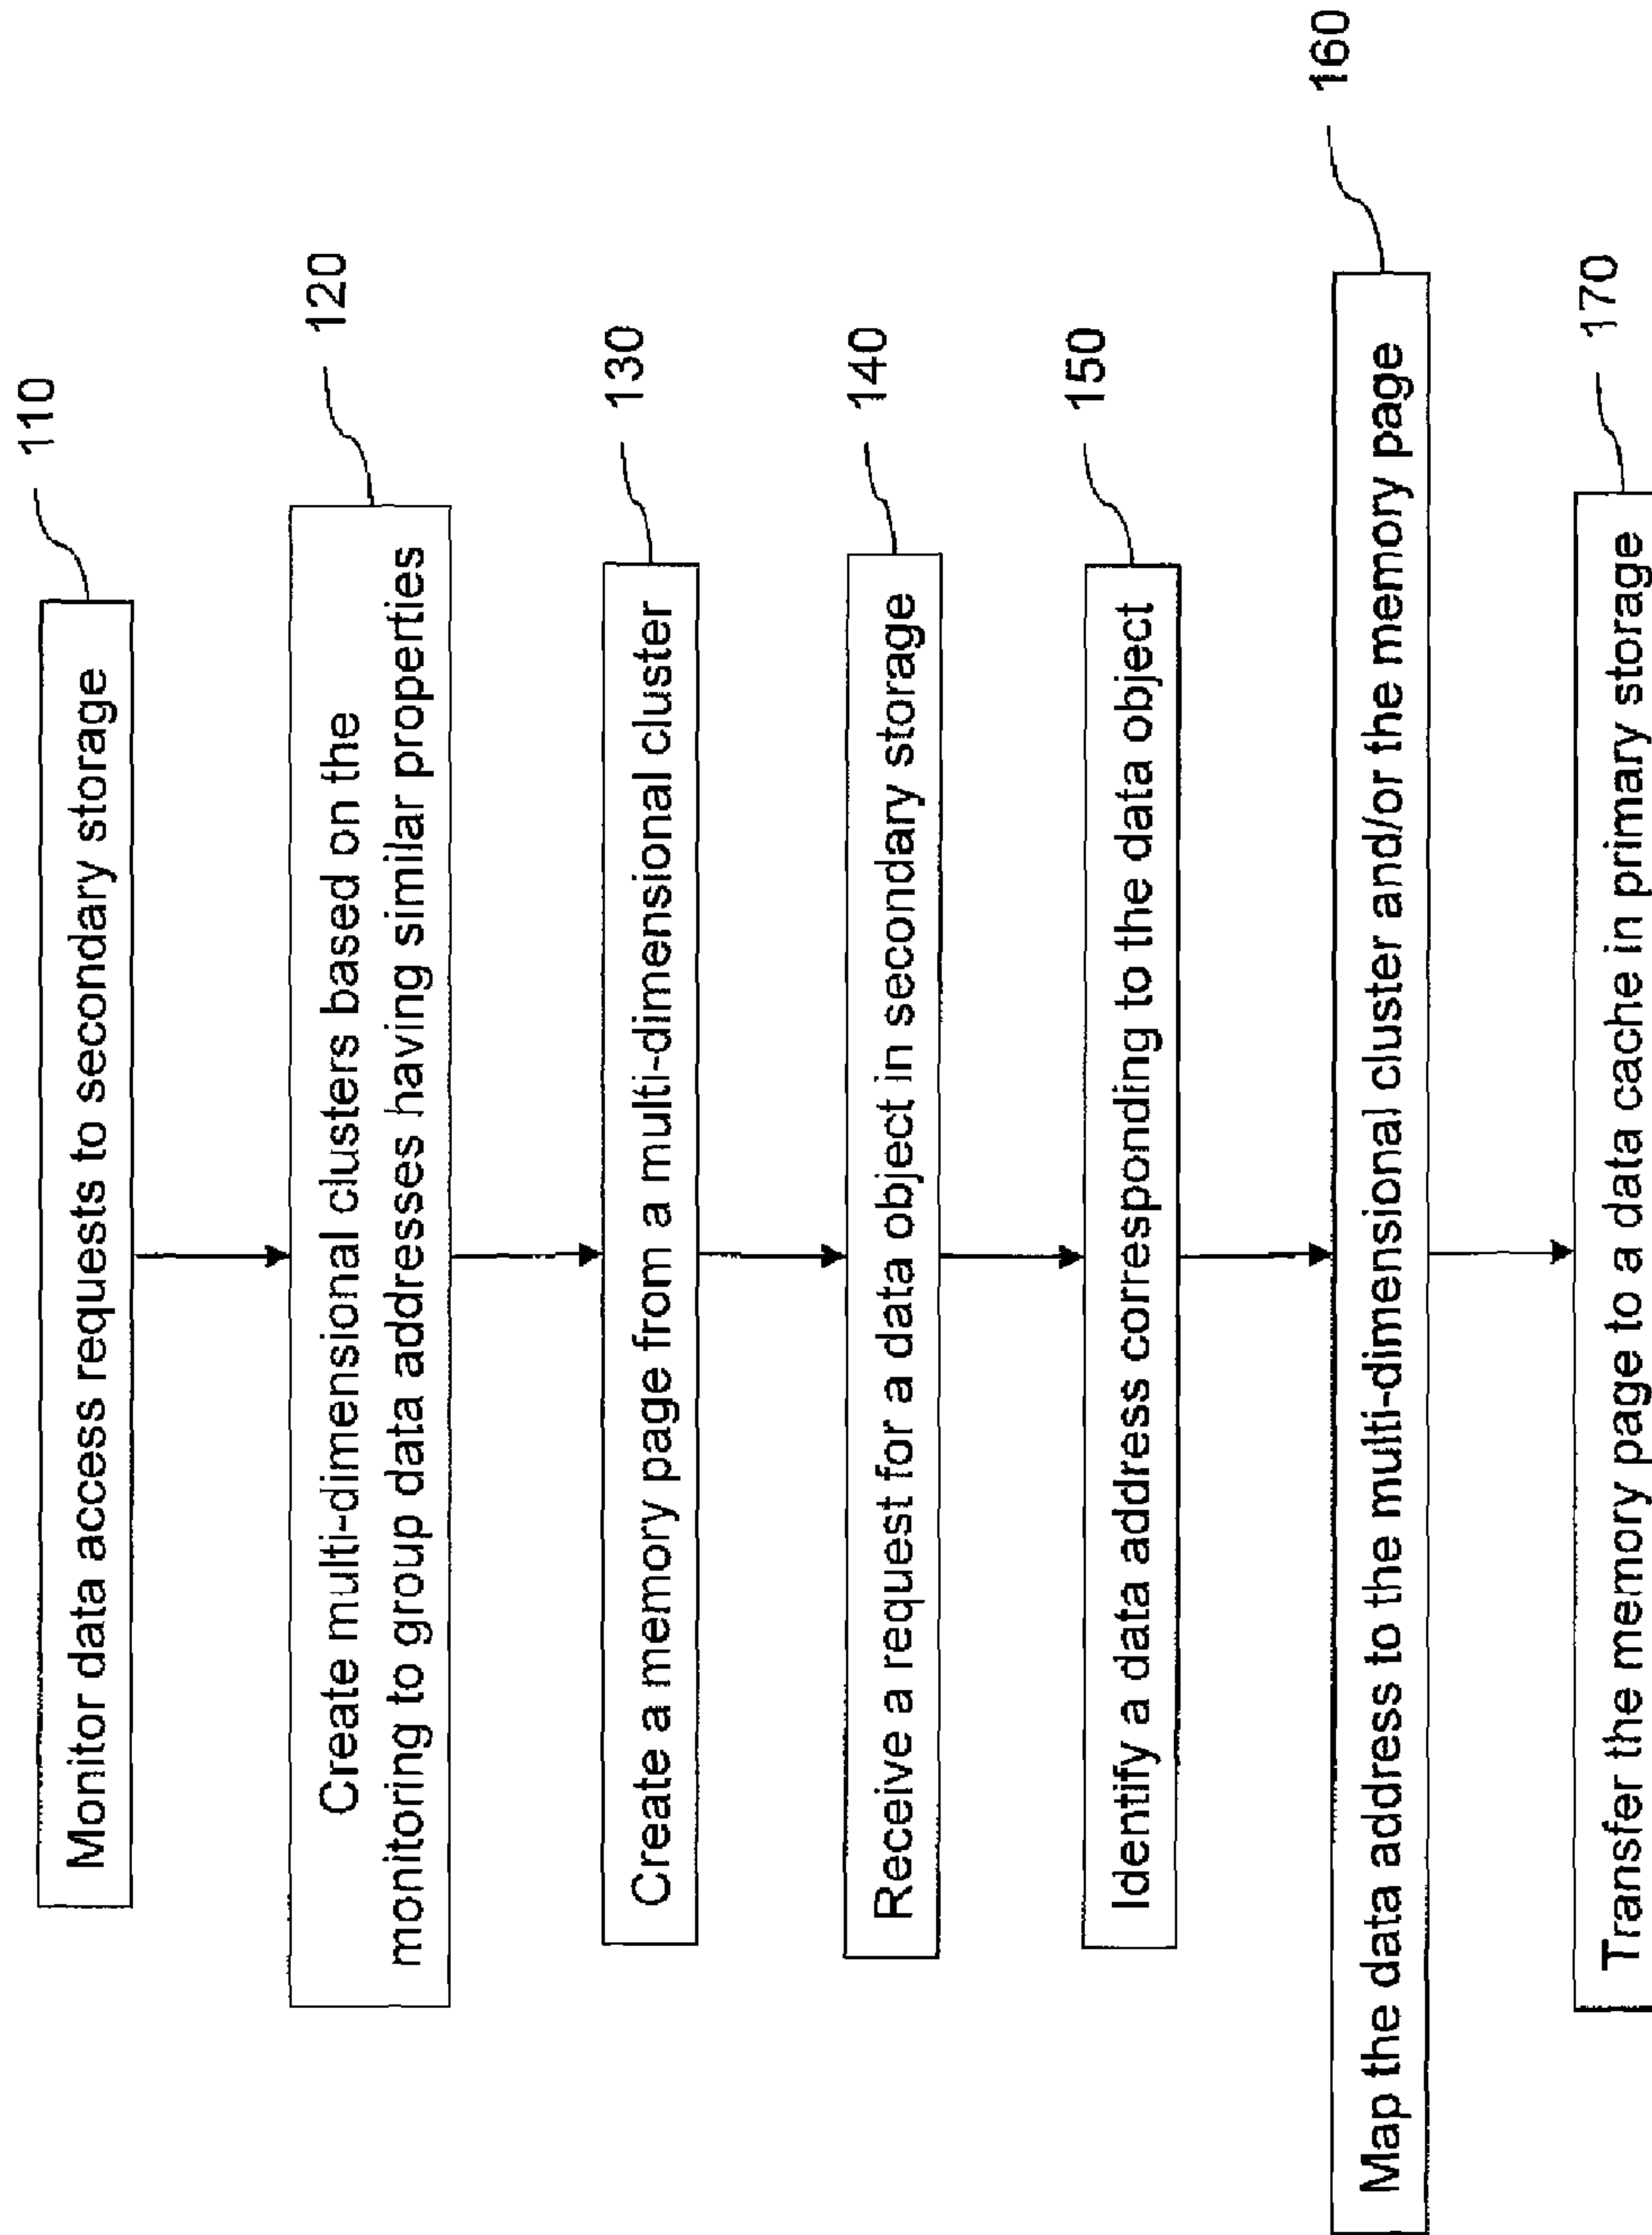 110
Monitor data access requests to secondary storage
120
Create multi-dimensional clusters based on the
monitoring to group data addresses having similar properties
130
Create a memory page from a multi-dimensional cluster
140
Receive a request for a data object in secondary storage
150
Identify a data address corresponding to the data object
160
Map the data address to the multi-dimensional cluster and/or the memory page
170
Transfer the memory page to a data cache in primary storage